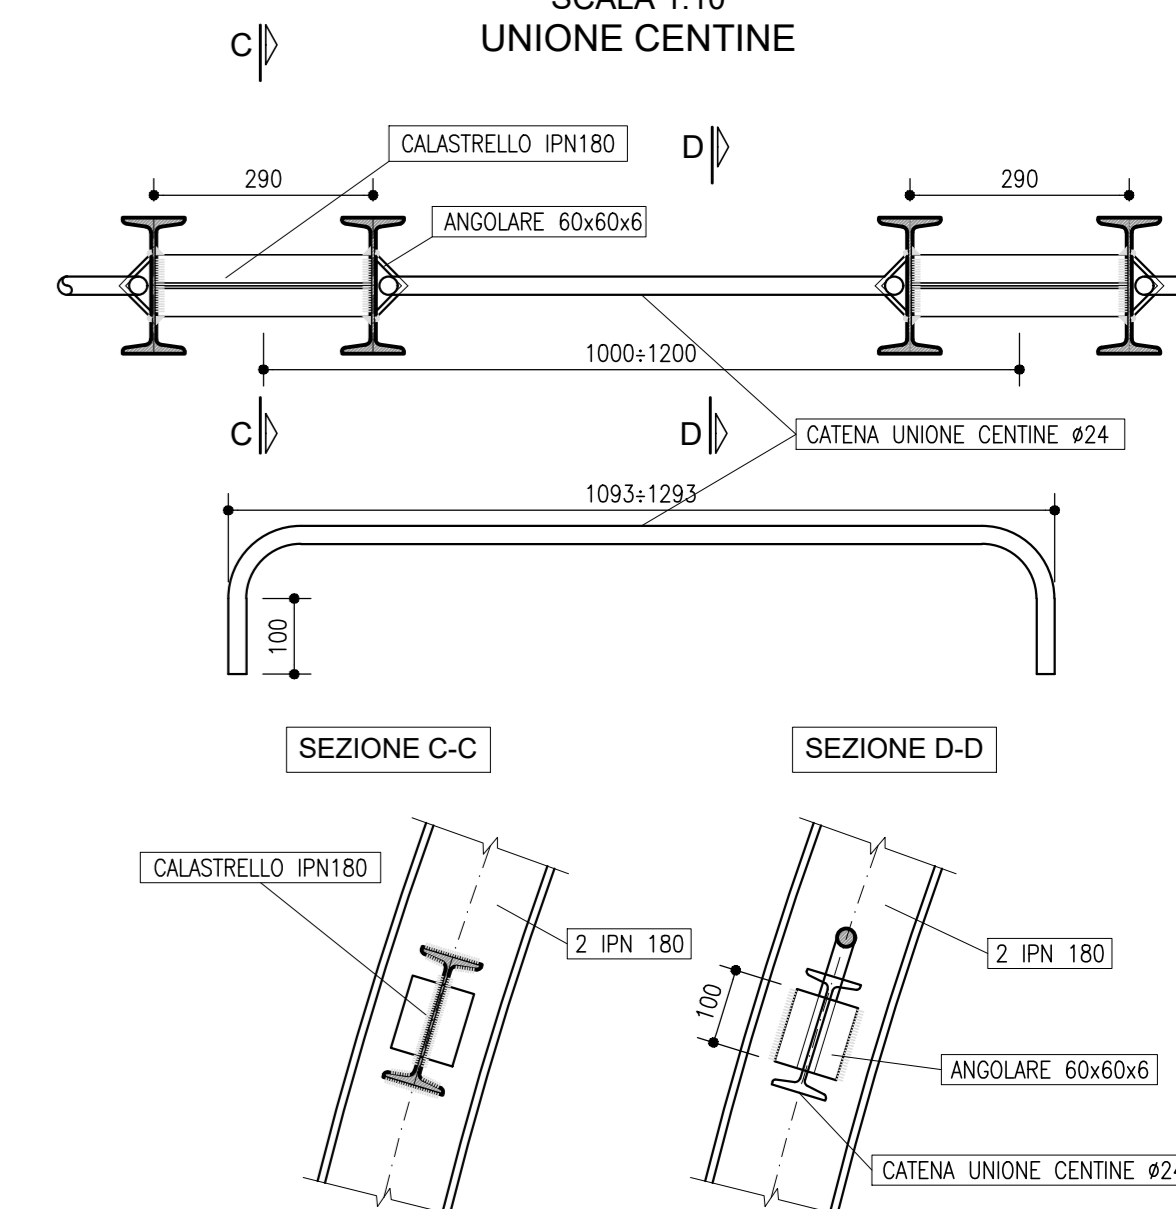 SCALA 1:10
UNIONE CENTINE
C
CALASTRELLO IPN180
D
290
290
ANGOLARE 60x60x6
1000÷1200
C
D
CATENA UNIONE CENTINE ø24
1093÷1293
100
SEZIONE C-C
SEZIONE D-D
CALASTRELLO IPN180
2 IPN 180
2 IPN 180
100
ANGOLARE 60x60x6
CATENA UNIONE CENTINE ø24